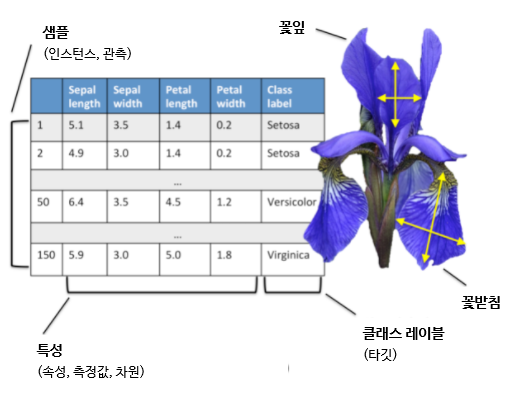 샘플
(인스턴스, 관측)
꽃잎
Sepal length Sepal width Petal length Petal width Class label
1 5.1 3.5 1.4 0.2 Setosa
2 4.9 3.0 1.4 0.2 Setosa
...
50 6.4 3.5 4.5 1.2 Versicolor
...
150 5.9 3.0 5.0 1.8 Virginica
꽃받침
특성
(속성, 측정값, 차원)
클래스 레이블
(타깃)